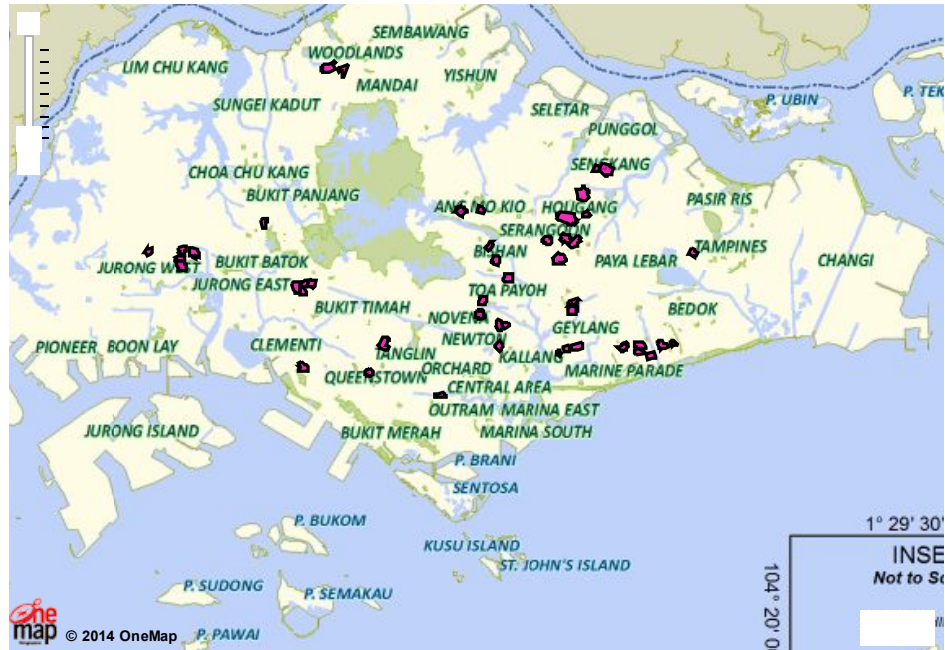 SEMBAWANG
WOODLANDS
LIM CHU KANG
YISHUN
MANDAI
SUNGEI KADUT
P. UBIN
P. TEK
SELETAR
PUNGGOL
SENGKANG
CHOA CHU KANG
BUKIT PANJANG
PASIR RIS
ANG MO KIO
HOUGANG
SERANGOON
BISHAN
TAMPINES
PAYA LEBAR
CHANGI
JURONG WEST
BUKIT BATOK
JURONG EAST
TOA PAYOH
BUKIT TIMAH
BEDOK
NOVENA
GEYLANG
NEWTON
PIONEER
BOON LAY
CLEMENTI
TANGLIN
KALLANG
ORCHARD
MARINE PARADE
QUEENSTOWN
CENTRAL AREA
OUTRAM
MARINA EAST
JURONG ISLAND
BUKIT MERAH
MARINA SOUTH
P. BRANI
SENTOSA
P. BUKOM
1° 29' 30'
KUSU ISLAND
INSE
ST. JOHN'S ISLAND
Not to Sc
104° 20' 0
P. SUDONG
P. SEMAKAU
One
map
© 2014 OneMap
P. PAWAI